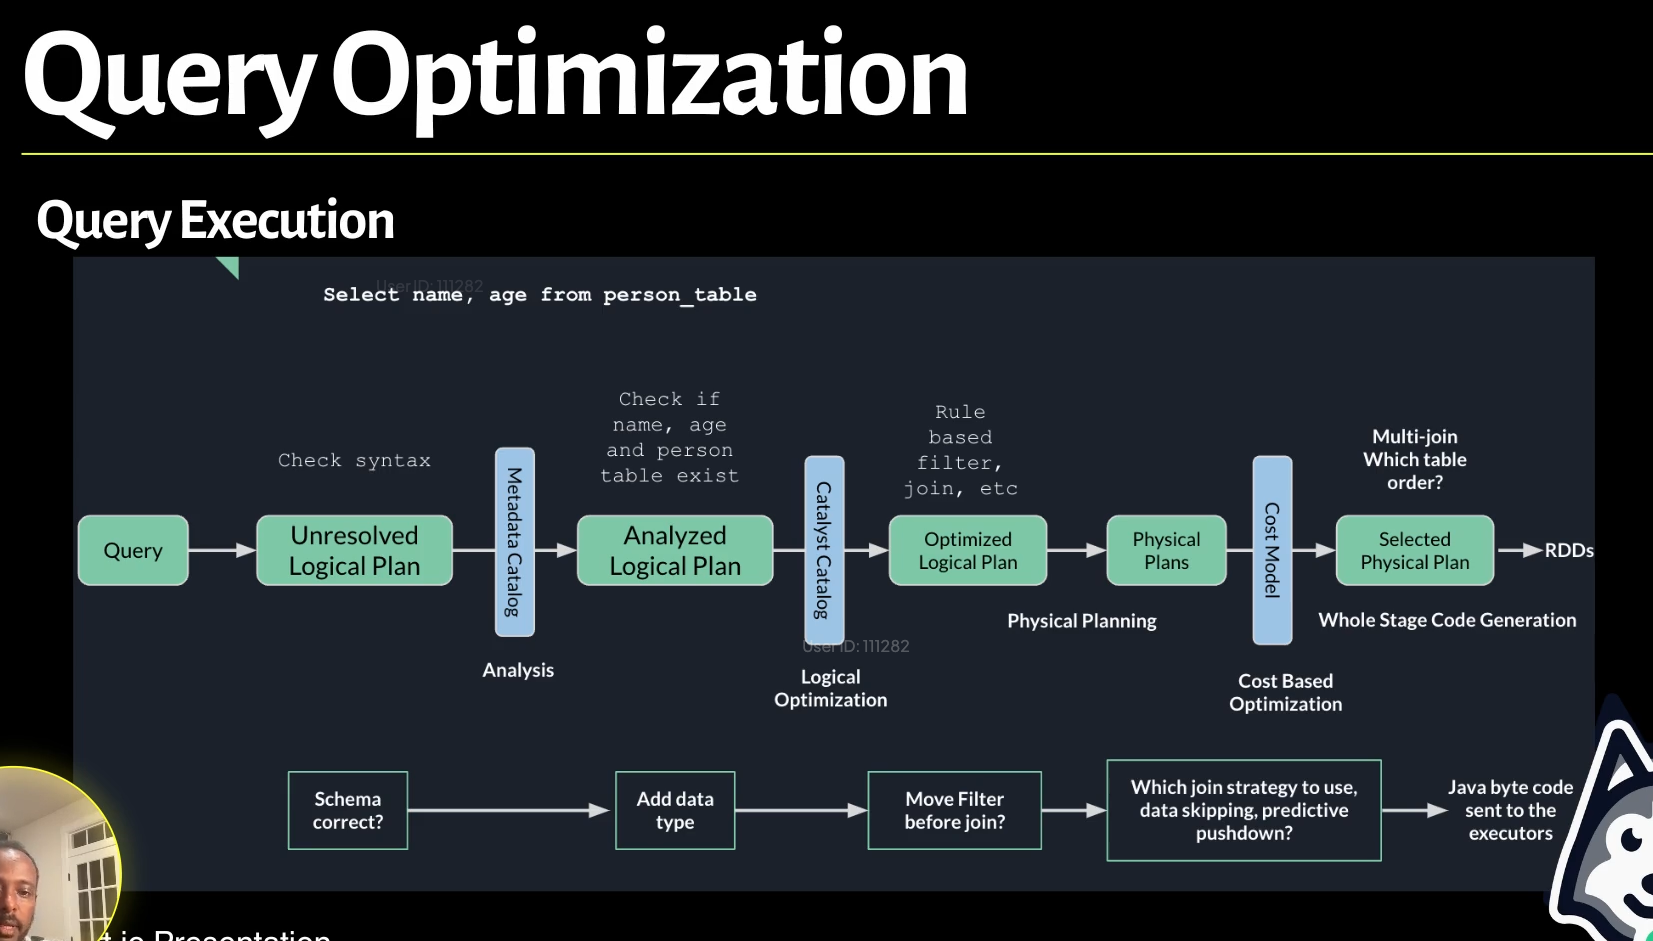 Query Optimization
Query Execution
User ID: 111282
Select name, age from person_table
Check syntax
Check if
name, age
and person
table exist
Rule
based
filter,
join, etc
Multi-join
Which table
order?
Query
Unresolved
Logical Plan
Metadata Catalog
Analyzed
Logical Plan
Catalyst Catalog
Optimized
Logical Plan
Physical
Plans
Cost Model
Selected
Physical Plan
RDDs
Physical Planning
Whole Stage Code Generation
User ID: 111282
Analysis
Logical
Optimization
Cost Based
Optimization
Schema
correct?
Add data
type
Move Filter
before join?
Which join strategy to use,
data skipping, predictive
pushdown?
Java byte code
sent to the
executors
Presentation